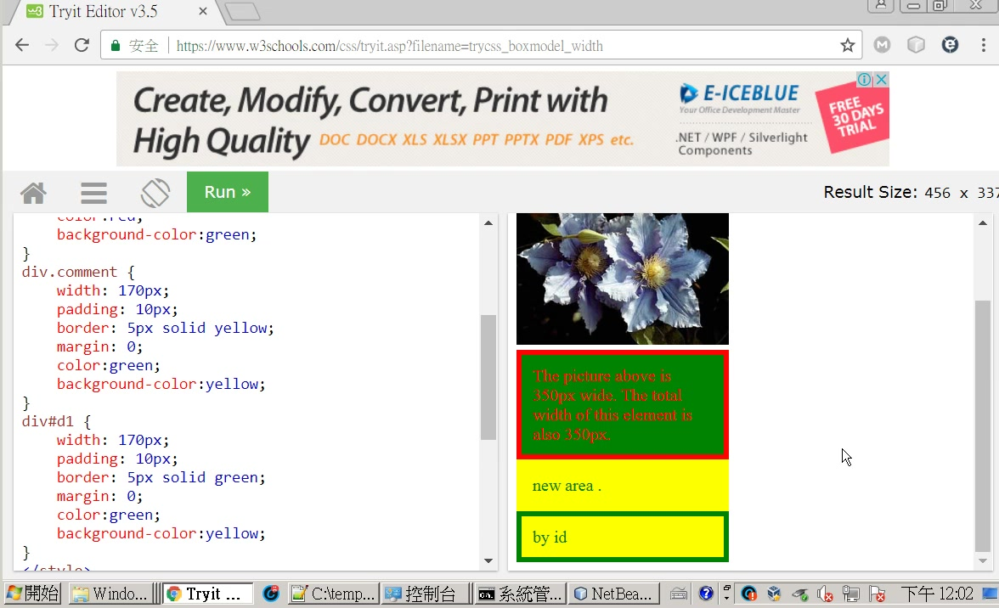 Tryit Editor v3.5
安全 https://www.w3schools.com/css/tryit.asp?filename=trycss_boxmodel_width
Create, Modify, Convert, Print with
High Quality DOC DOCX XLS XLSX PPT PPTX PDF XPS etc.
E-ICEBLUE
Your Office Development Master
.NET / WPF / Silverlight
Components
FREE
30 DAYS
TRIAL
Run »
Result Size: 456 x 337
color:red;
background-color:green;
}
div.comment {
width: 170px;
padding: 10px;
border: 5px solid yellow;
margin: 0;
color:green;
background-color:yellow;
}
div#d1 {
width: 170px;
padding: 10px;
border: 5px solid green;
margin: 0;
color:green;
background-color:yellow;
}
</style>
The picture above is
350px wide. The total
width of this element is
also 350px.
new area .
by id
開始
Windo...
Tryit ...
C:\temp...
控制台
系統管...
NetBea...
下午 12:02